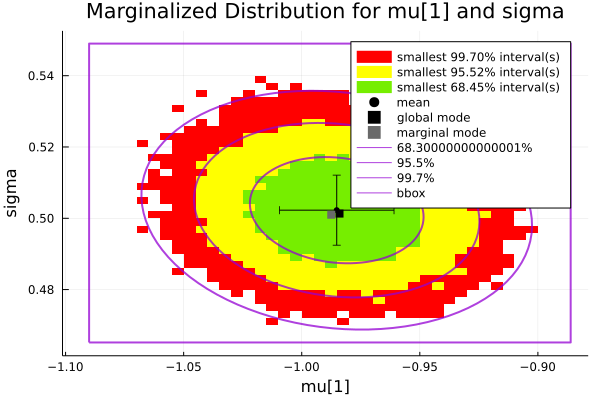 Marginalized Distribution for mu[1] and sigma
smallest 99.70% interval(s)
smallest 95.52% interval(s)
smallest 68.45% interval(s)
mean
global mode
marginal mode
68.30000000000001%
95.5%
99.7%
bbox
sigma
0.54
0.52
0.50
0.48
−1.10 −1.05 −1.00 −0.95 −0.90
mu[1]